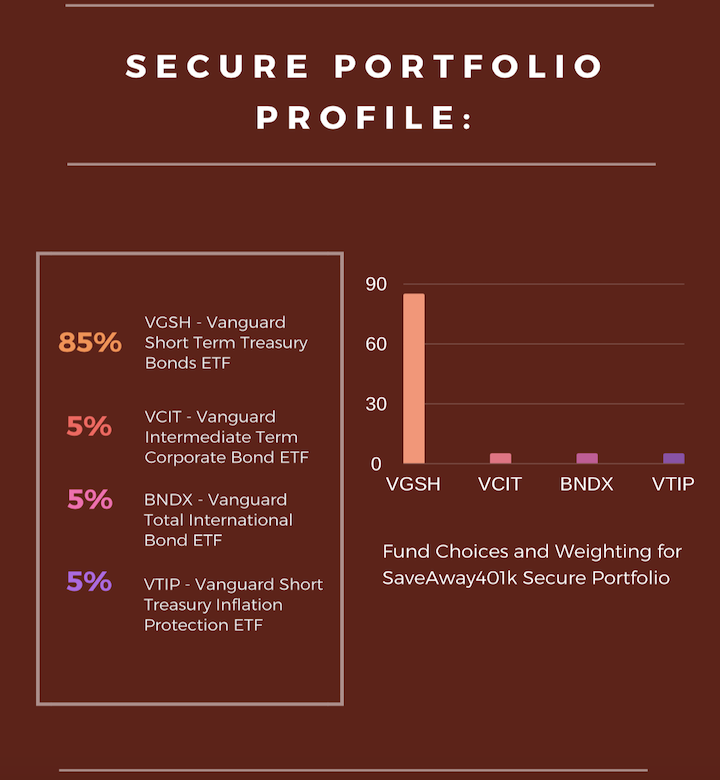 SECURE PORTFOLIO
PROFILE:
85%
VGSH - Vanguard
Short Term Treasury
Bonds ETF
5%
VCIT - Vanguard
Intermediate Term
Corporate Bond ETF
5%
BNDX - Vanguard
Total International
Bond ETF
5%
VTIP - Vanguard Short
Treasury Inflation
Protection ETF
90
60
30
0
VGSH VCIT BNDX VTIP
Fund Choices and Weighting for
SaveAway401k Secure Portfolio